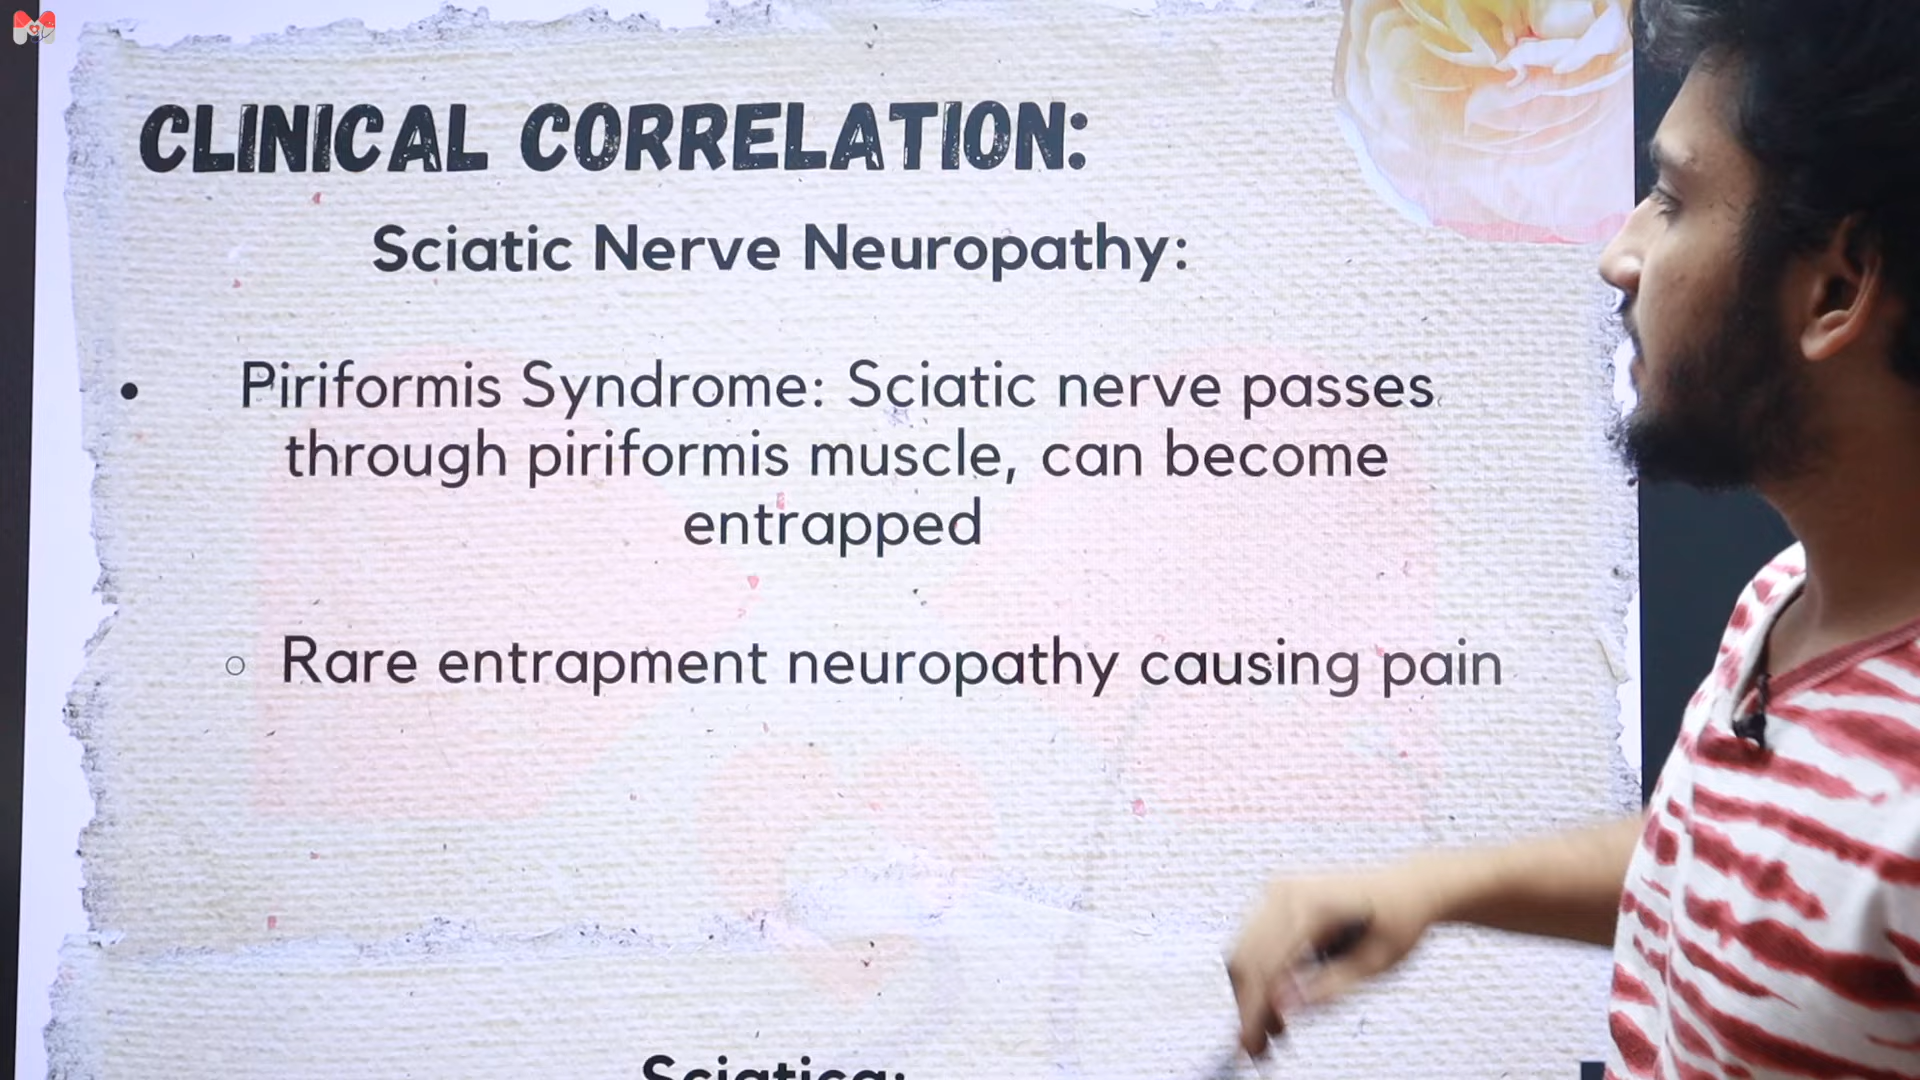 CLINICAL CORRELATION:
Sciatic Nerve Neuropathy:
• Piriformis Syndrome: Sciatic nerve passes
through piriformis muscle, can become
entrapped
○ Rare entrapment neuropathy causing pain
Sciatica: